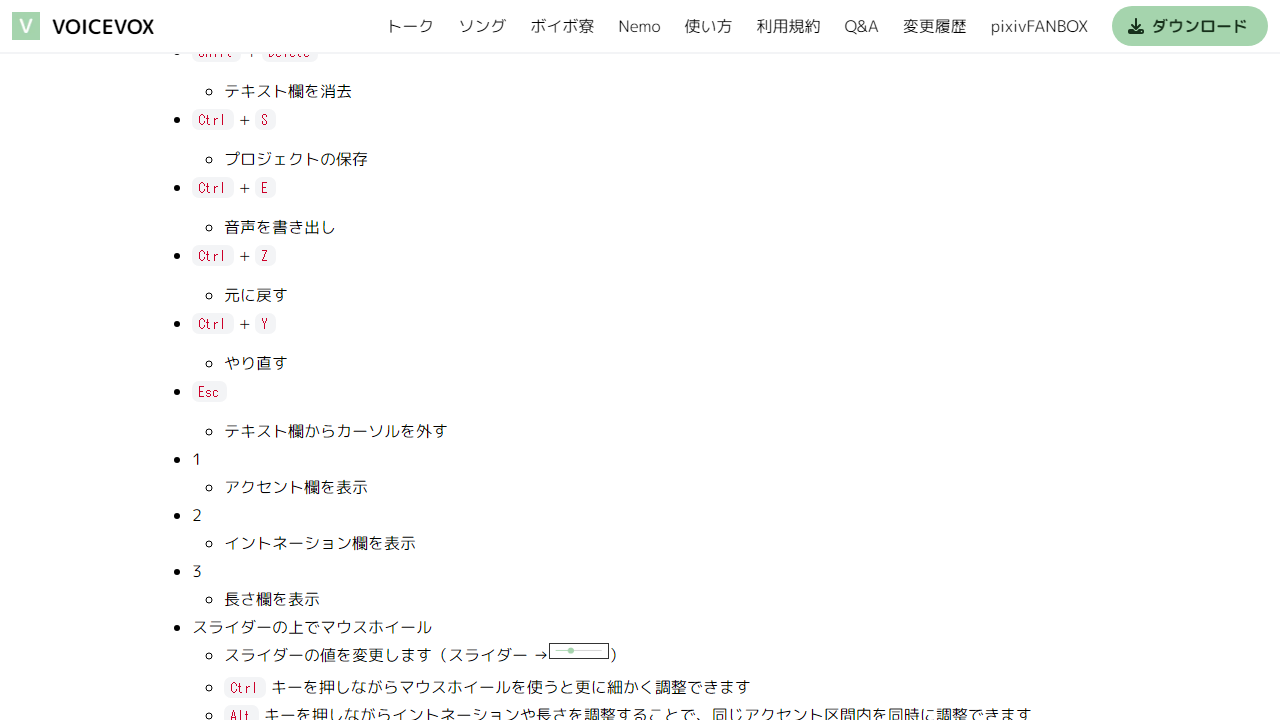 VOICEVOX トーク ソング ボイボ寮 Nemo 使い方 利用規約 Q&A 変更履歴 pixivFANBOX ダウンロード
Shift + Delete
テキスト欄を消去
Ctrl + S
プロジェクトの保存
Ctrl + E
音声を書き出し
Ctrl + Z
元に戻す
Ctrl + Y
やり直す
Esc
テキスト欄からカーソルを外す
1
アクセント欄を表示
2
イントネーション欄を表示
3
長さ欄を表示
スライダーの上でマウスホイール
スライダーの値を変更します（スライダー →）
Ctrl キーを押しながらマウスホイールを使うと更に細かく調整できます
Alt キーを押しながらイントネーションや長さを調整することで、同じアクセント区間内を同時に調整できます